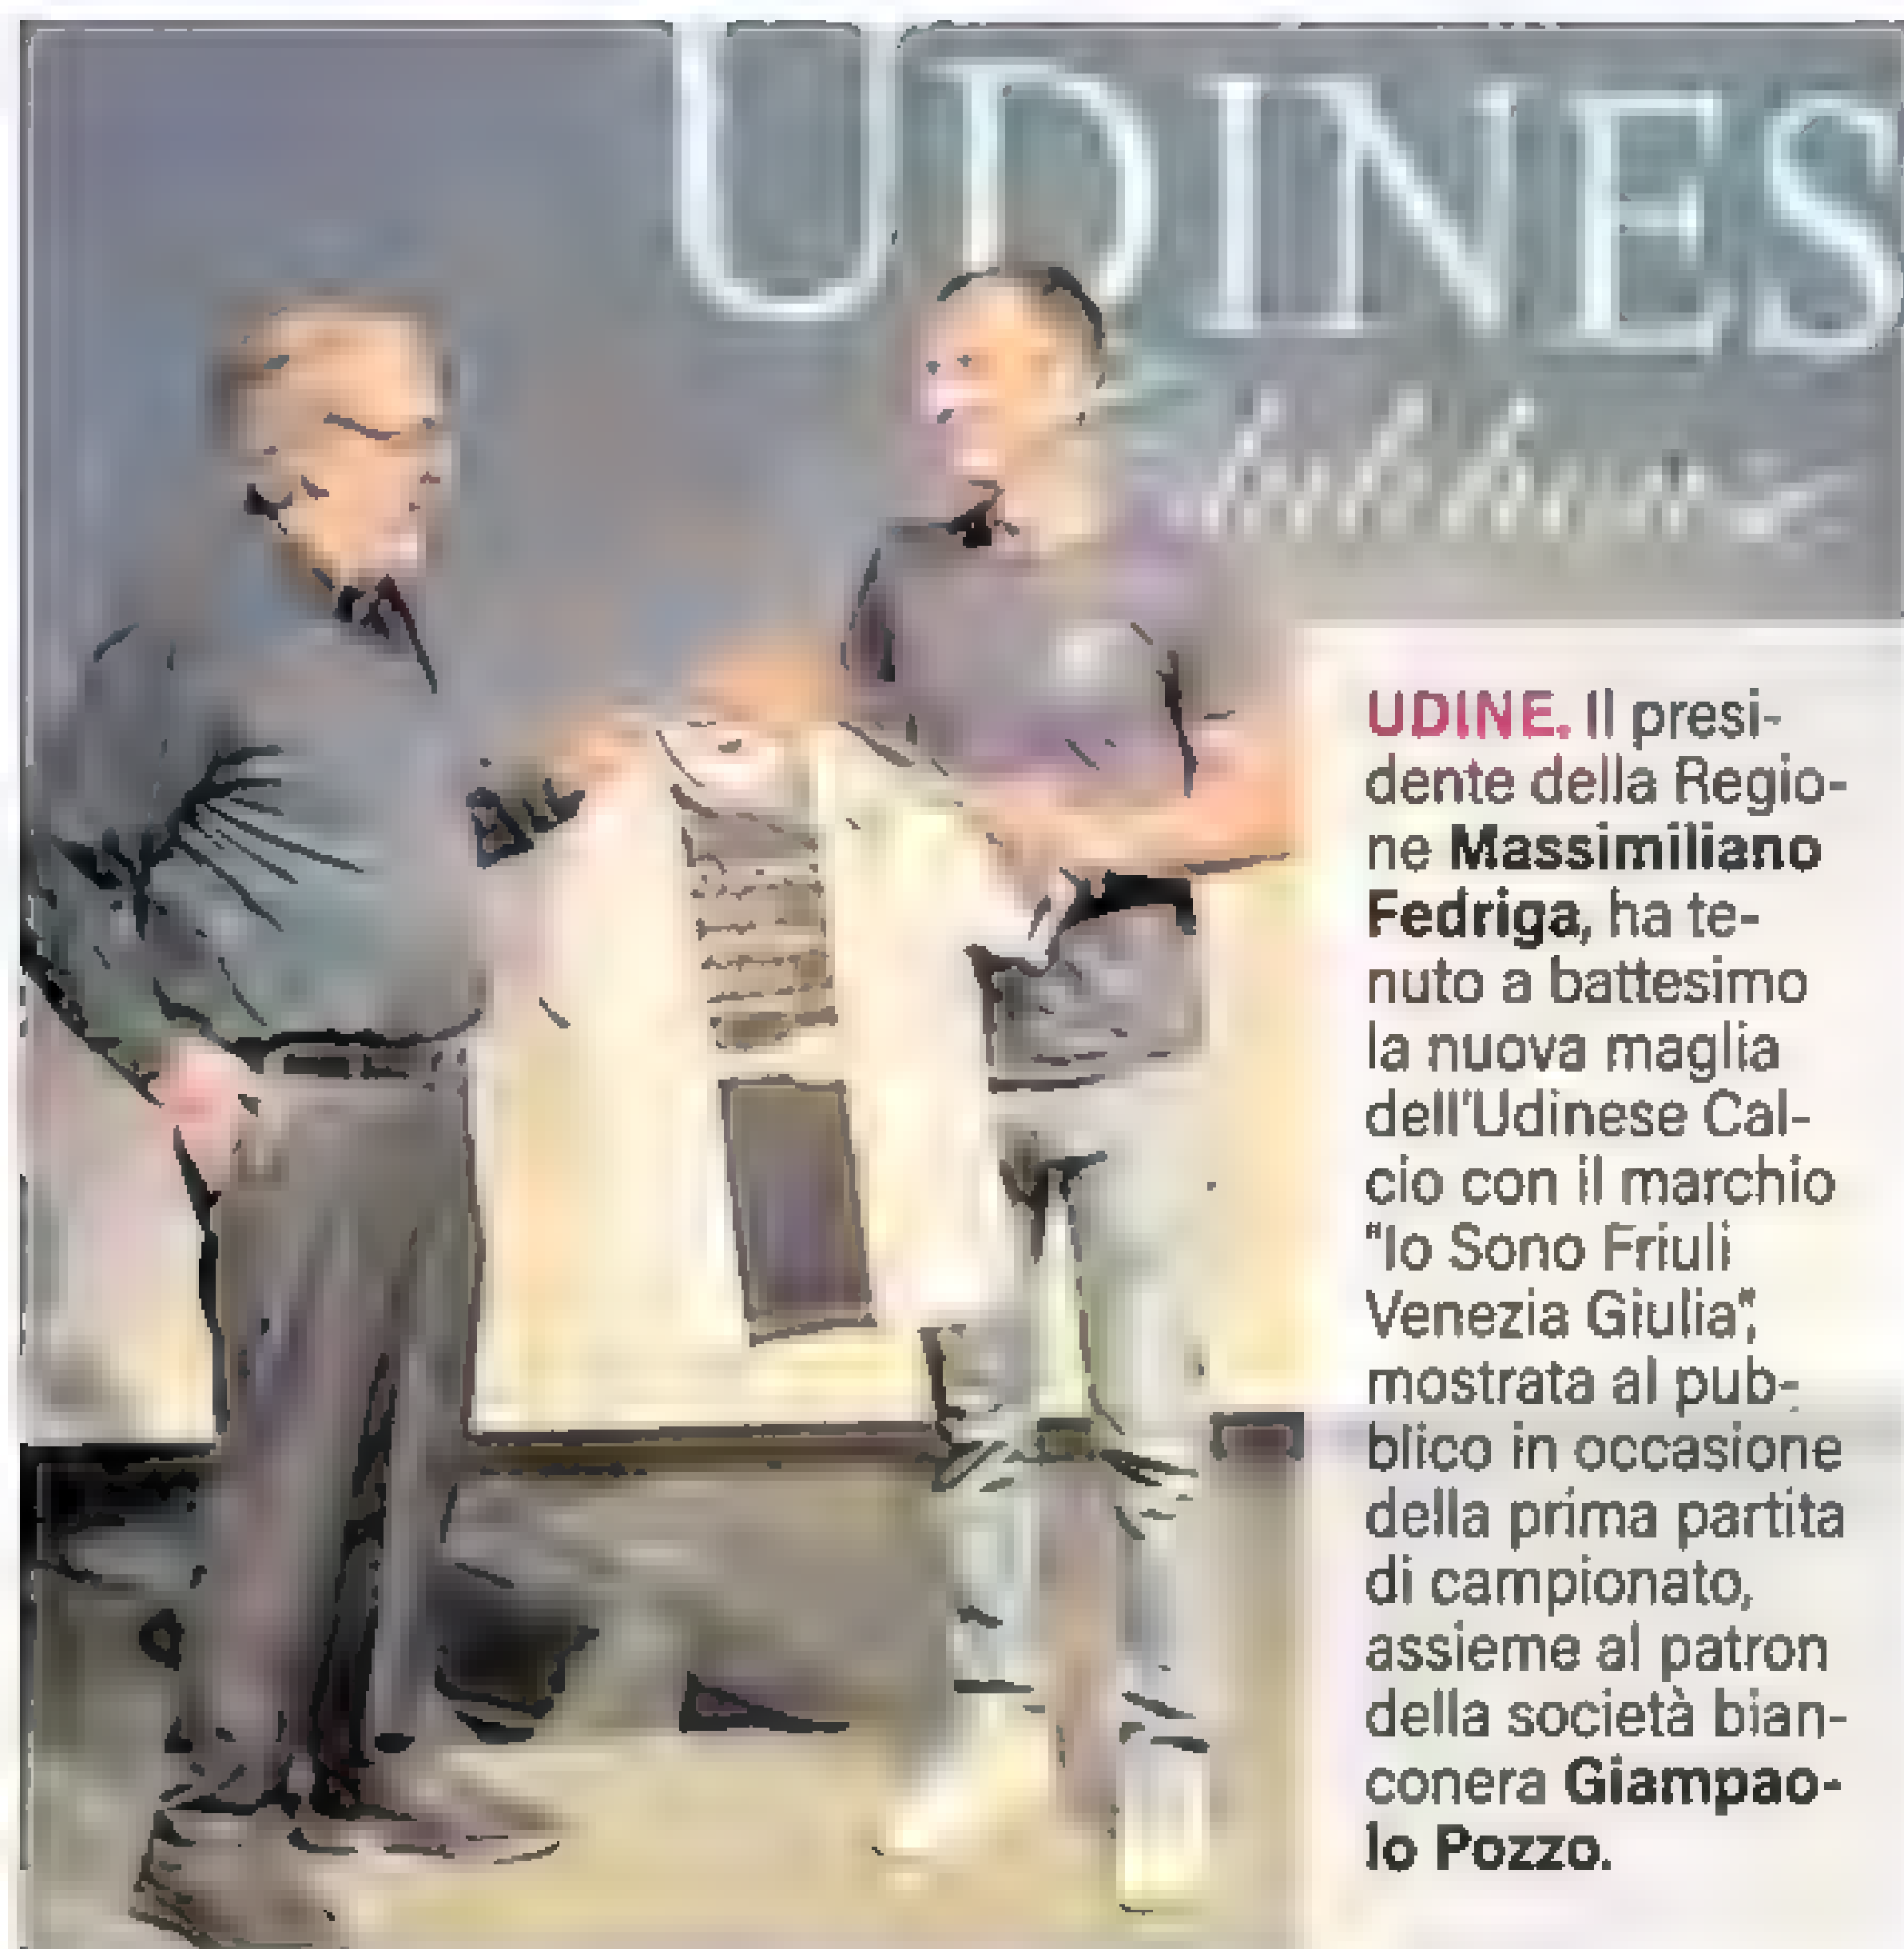 UDINES
UDINE. Il presi-
dente della Regio-
ne Massimiliano
Fedriga, ha te-
nuto a battesimo
la nuova maglia
dell'Udinese Cal-
cio con il marchio
"Io Sono Friuli
Venezia Giulia",
mostrata al pub-
blico in occasione
della prima partita
di campionato,
assieme al patron
della società bian-
conera Giampao-
lo Pozzo.